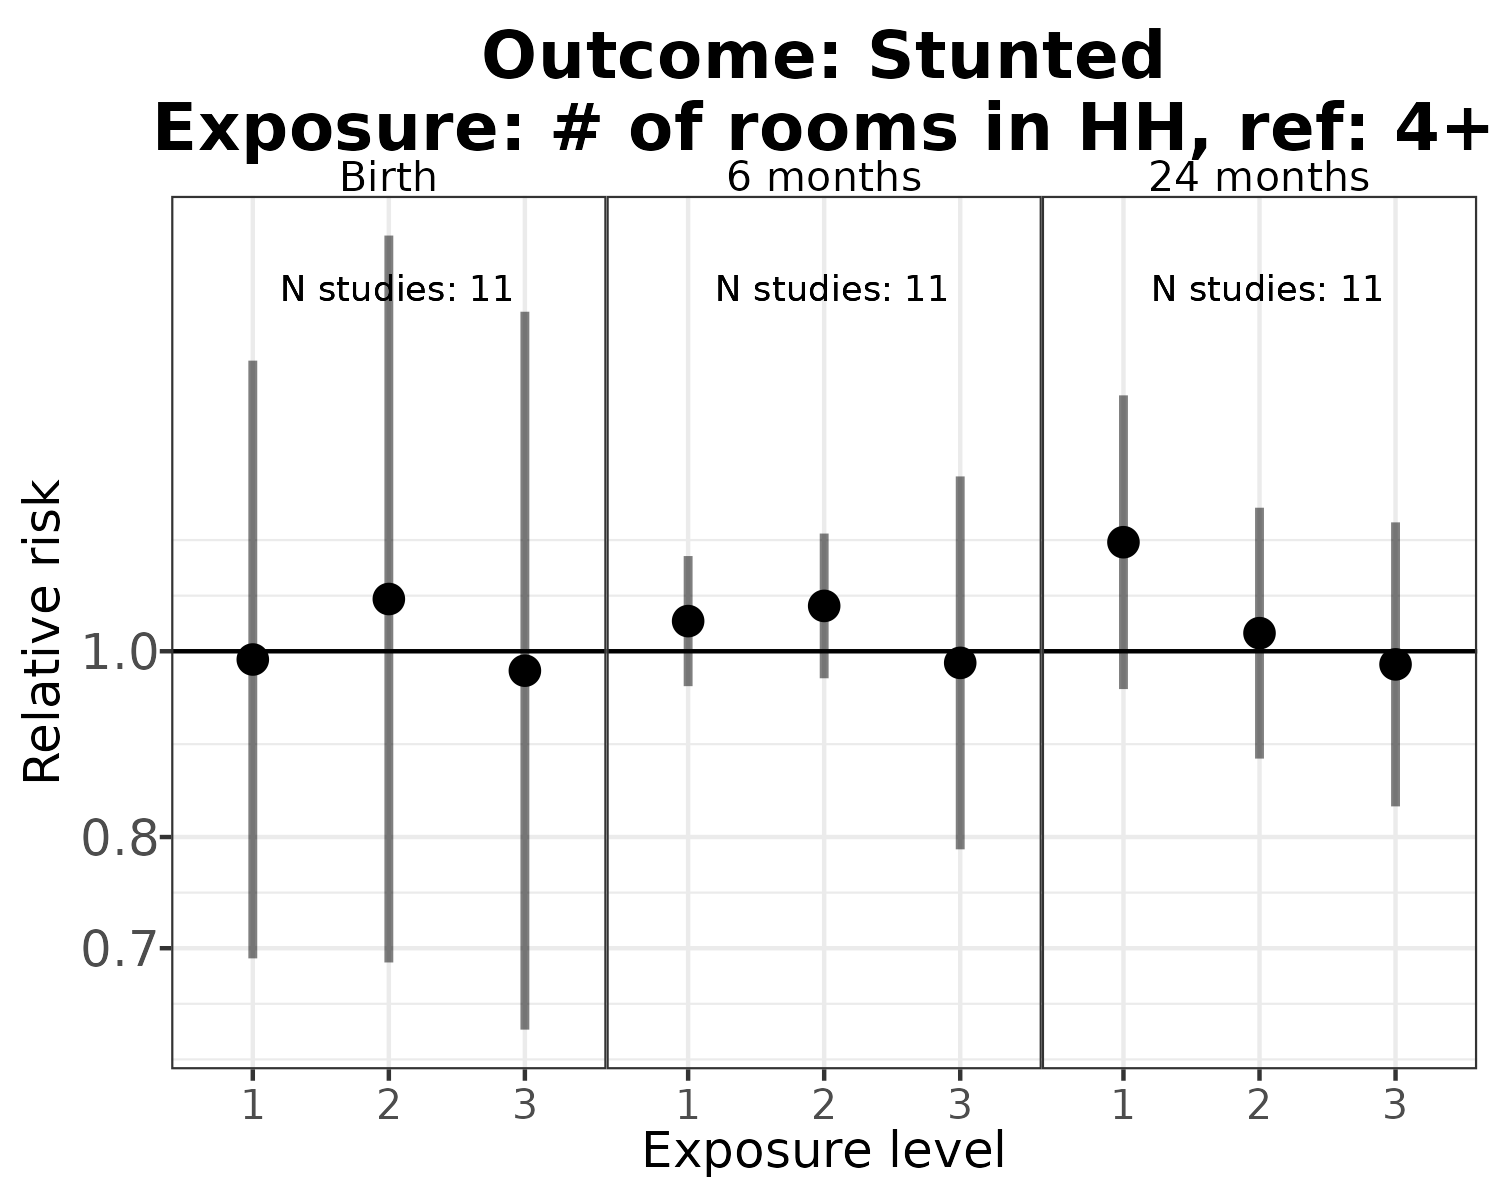 Outcome: Stunted
Exposure: # of rooms in HH, ref: 4+
Birth
6 months
24 months
N studies: 11
N studies: 11
N studies: 11
Relative risk
1.0
0.8
0.7
1 2 3
1 2 3
1 2 3
Exposure level